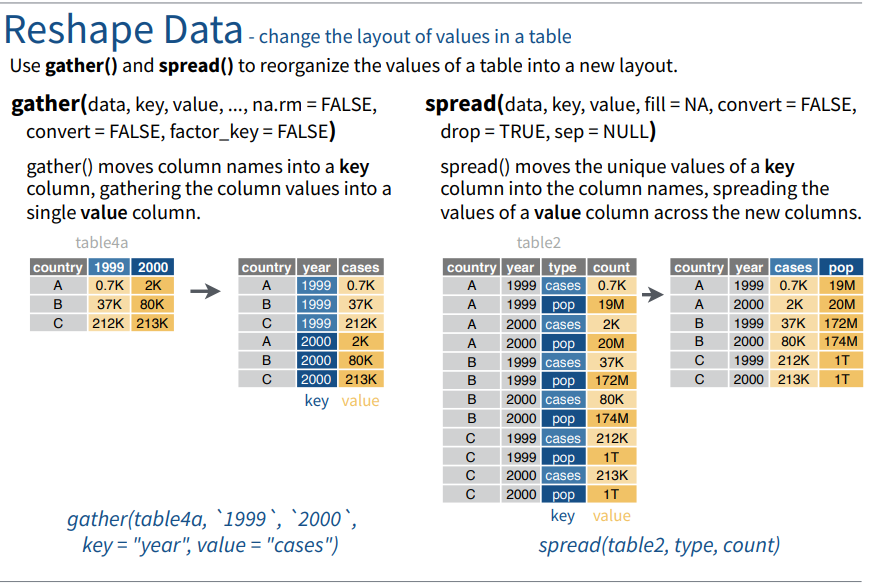 Reshape Data - change the layout of values in a table
Use gather() and spread() to reorganize the values of a table into a new layout.
gather(data, key, value, ..., na.rm = FALSE,
convert = FALSE, factor_key = FALSE)
gather() moves column names into a key
column, gathering the column values into a
single value column.
table4a
country 1999 2000
A 0.7K 2K
B 37K 80K
C 212K 213K
country year cases
A 1999 0.7K
B 1999 37K
C 1999 212K
A 2000 2K
B 2000 80K
C 2000 213K
key value
gather(table4a, `1999`, `2000`,
key = "year", value = "cases")
spread(data, key, value, fill = NA, convert = FALSE,
drop = TRUE, sep = NULL)
spread() moves the unique values of a key
column into the column names, spreading the
values of a value column across the new columns.
table2
country year type count
A 1999 cases 0.7K
A 1999 pop 19M
A 2000 cases 2K
A 2000 pop 20M
B 1999 cases 37K
B 1999 pop 172M
B 2000 cases 80K
B 2000 pop 174M
C 1999 cases 212K
C 1999 pop 1T
C 2000 cases 213K
C 2000 pop 1T
key value
country year cases pop
A 1999 0.7K 19M
A 2000 2K 20M
B 1999 37K 172M
B 2000 80K 174M
C 1999 212K 1T
C 2000 213K 1T
spread(table2, type, count)